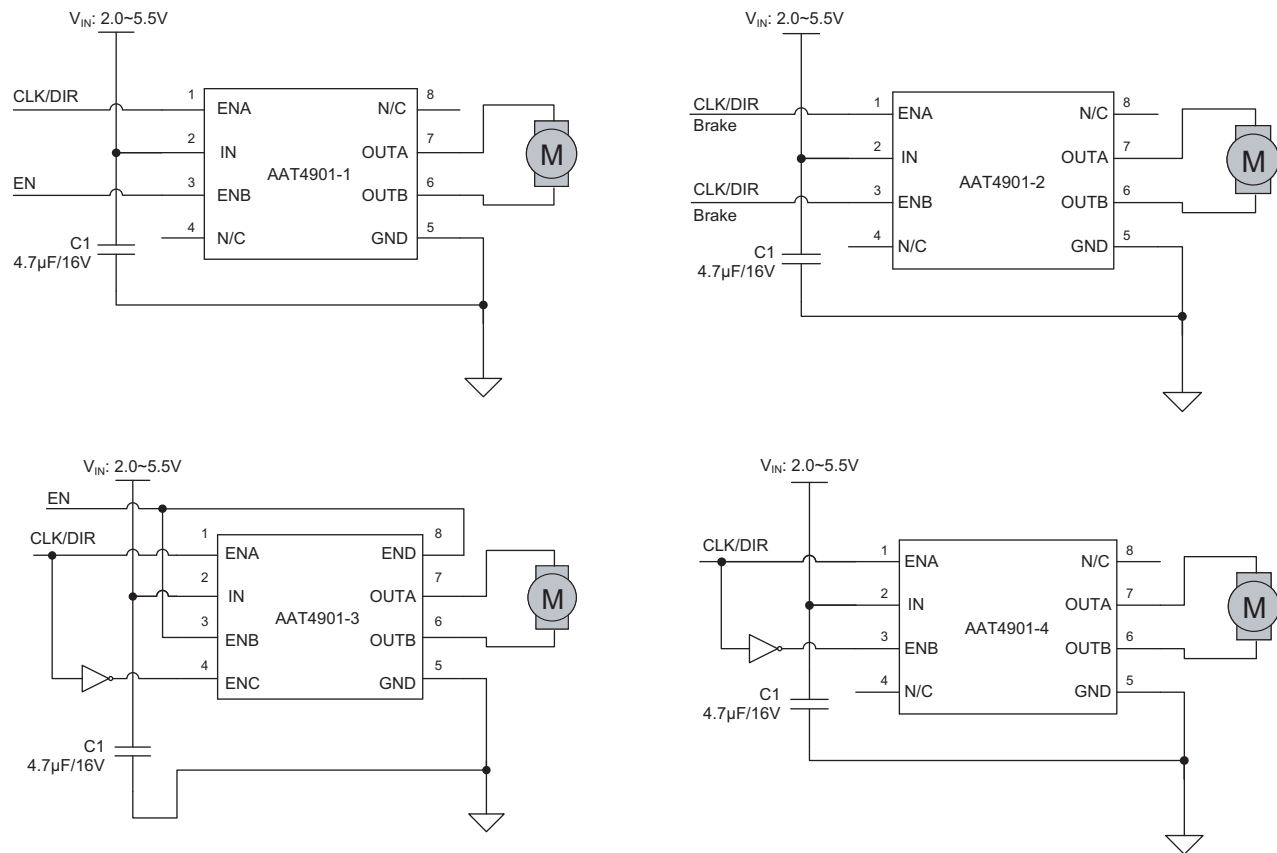 VIN: 2.0~5.5V
CLK/DIR
1
ENA
N/C
8
2
IN
OUTA
7
M
AAT4901-1
EN
3
ENB
OUTB
6
4
N/C
GND
5
C1
4.7µF/16V
VIN: 2.0~5.5V
CLK/DIR
Brake
1
ENA
N/C
8
2
IN
OUTA
7
M
AAT4901-2
CLK/DIR
Brake
3
ENB
OUTB
6
4
N/C
GND
5
C1
4.7µF/16V
VIN: 2.0~5.5V
EN
CLK/DIR
1
ENA
END
8
2
IN
OUTA
7
M
AAT4901-3
3
ENB
OUTB
6
4
ENC
GND
5
C1
4.7µF/16V
VIN: 2.0~5.5V
CLK/DIR
1
ENA
N/C
8
2
IN
OUTA
7
M
AAT4901-4
3
ENB
OUTB
6
4
N/C
GND
5
C1
4.7µF/16V